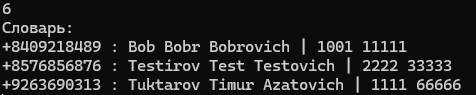 6
Словарь:
+8409218489 : Bob Bobr Bobrovich | 1001 11111
+8576856876 : Testirov Test Testovich | 2222 33333
+9263690313 : Tuktarov Timur Azatovich | 1111 66666